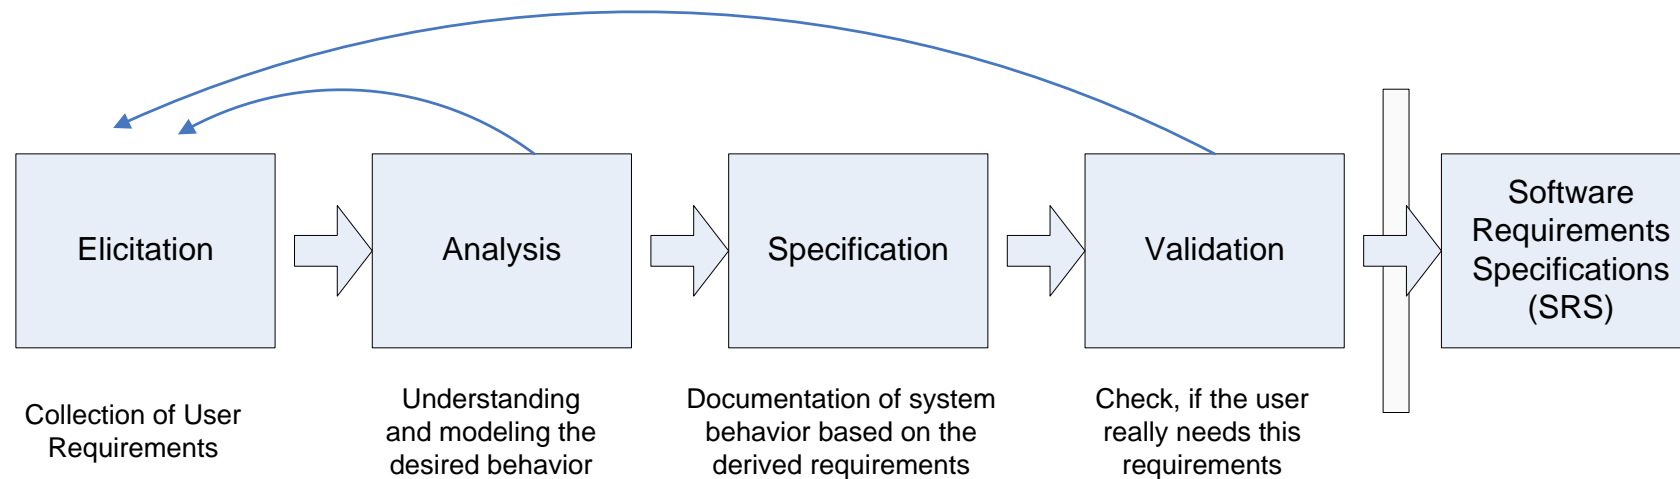 Elicitation
Analysis
Specification
Validation
Software
Requirements
Specifications
(SRS)
Collection of User
Requirements
Understanding
and modeling the
desired behavior
Documentation of system
behavior based on the
derived requirements
Check, if the user
really needs this
requirements